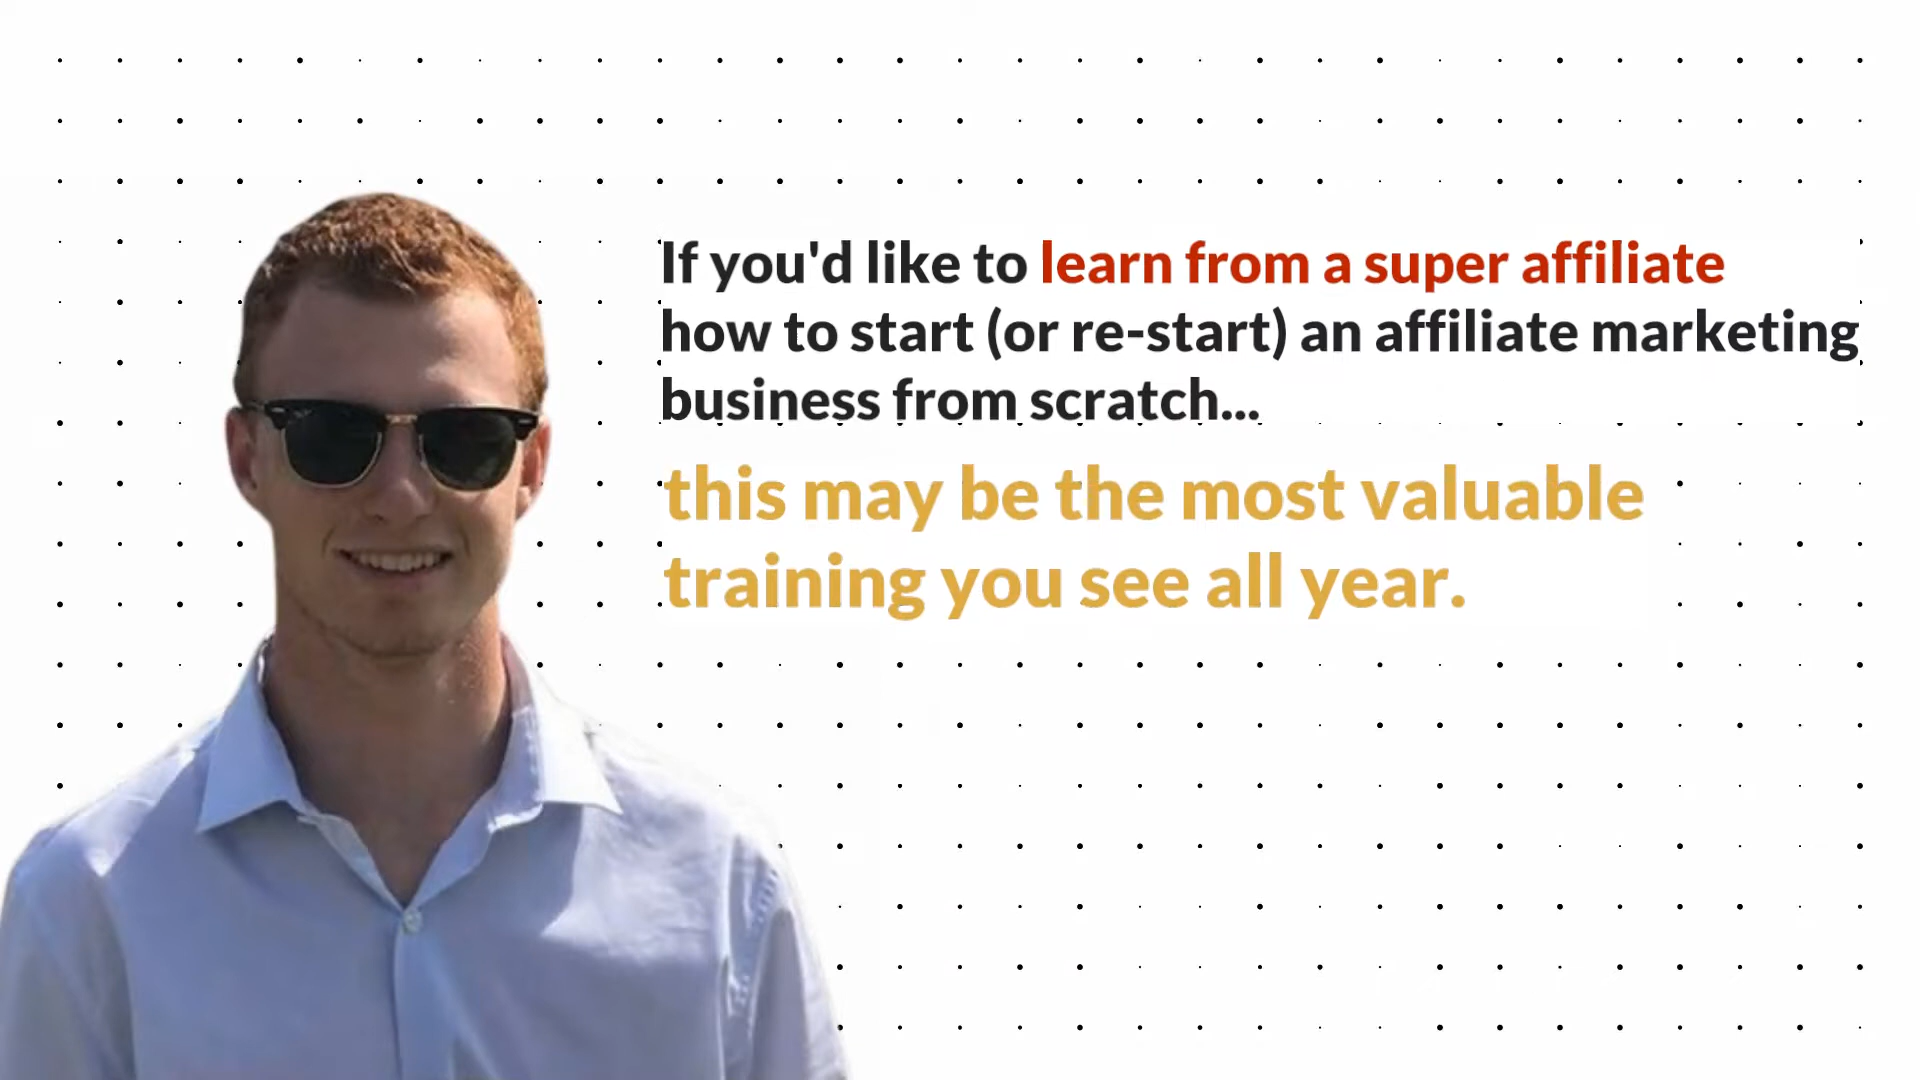 If you'd like to learn from a super affiliate
how to start (or re-start) an affiliate marketing
business from scratch...
this may be the most valuable
training you see all year.